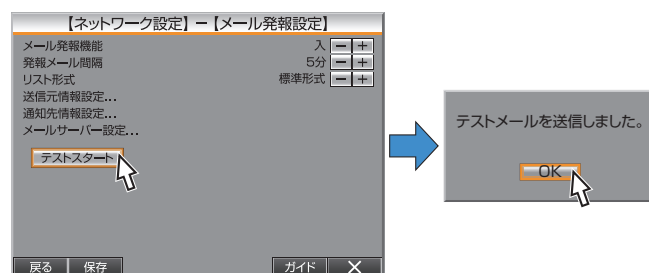 【ネットワーク設定】－【メール発報設定】
メール発報機能 入 － ＋
発報メール間隔 5分 － ＋
リスト形式 標準形式 － ＋
送信元情報設定...
通知先情報設定...
メールサーバー設定...
テストスタート
戻る 保存 ガイド ×
テストメールを送信しました。
OK